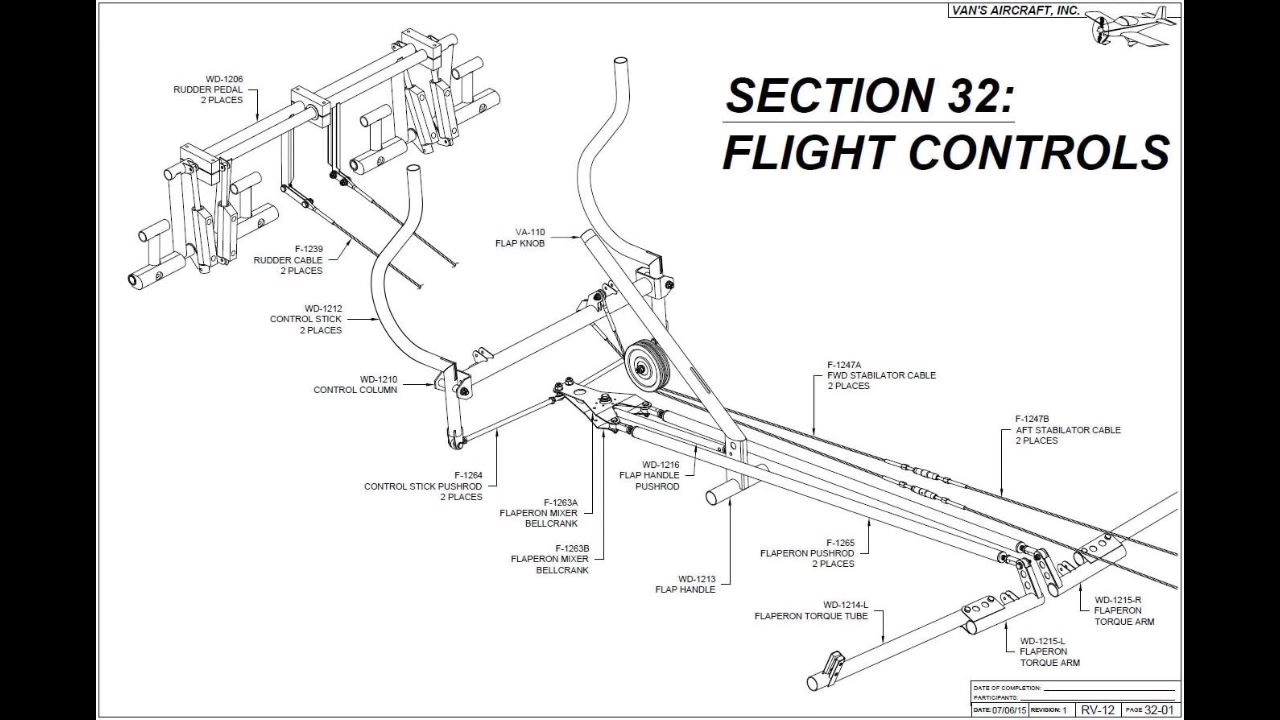 VAN'S AIRCRAFT, INC.
SECTION 32:
FLIGHT CONTROLS
WD-1206
RUDDER PEDAL
2 PLACES
F-1239
RUDDER CABLE
2 PLACES
VA-110
FLAP KNOB
WD-1212
CONTROL STICK
2 PLACES
WD-1210
CONTROL COLUMN
F-1247A
FWD STABILATOR CABLE
2 PLACES
F-1247B
AFT STABILATOR CABLE
2 PLACES
F-1264
CONTROL STICK PUSHROD
2 PLACES
WD-1216
FLAP HANDLE
PUSHROD
F-1263A
FLAPERON MIXER
BELLCRANK
F-1263B
FLAPERON MIXER
BELLCRANK
F-1265
FLAPERON PUSHROD
2 PLACES
WD-1213
FLAP HANDLE
WD-1214-L
FLAPERON TORQUE TUBE
WD-1215-R
FLAPERON
TORQUE ARM
WD-1215-L
FLAPERON
TORQUE ARM
DATE OF COMPLETION:
PARTICIPANTS:
DATE: 07/06/15 REVISION: 1 RV-12 PAGE 32-01